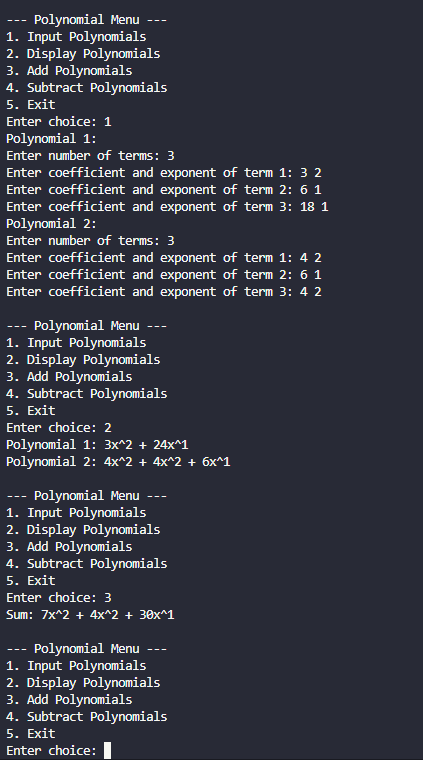 --- Polynomial Menu ---
1. Input Polynomials
2. Display Polynomials
3. Add Polynomials
4. Subtract Polynomials
5. Exit
Enter choice: 1
Polynomial 1:
Enter number of terms: 3
Enter coefficient and exponent of term 1: 3 2
Enter coefficient and exponent of term 2: 6 1
Enter coefficient and exponent of term 3: 18 1
Polynomial 2:
Enter number of terms: 3
Enter coefficient and exponent of term 1: 4 2
Enter coefficient and exponent of term 2: 6 1
Enter coefficient and exponent of term 3: 4 2

--- Polynomial Menu ---
1. Input Polynomials
2. Display Polynomials
3. Add Polynomials
4. Subtract Polynomials
5. Exit
Enter choice: 2
Polynomial 1: 3x^2 + 24x^1
Polynomial 2: 4x^2 + 4x^2 + 6x^1

--- Polynomial Menu ---
1. Input Polynomials
2. Display Polynomials
3. Add Polynomials
4. Subtract Polynomials
5. Exit
Enter choice: 3
Sum: 7x^2 + 4x^2 + 30x^1

--- Polynomial Menu ---
1. Input Polynomials
2. Display Polynomials
3. Add Polynomials
4. Subtract Polynomials
5. Exit
Enter choice: